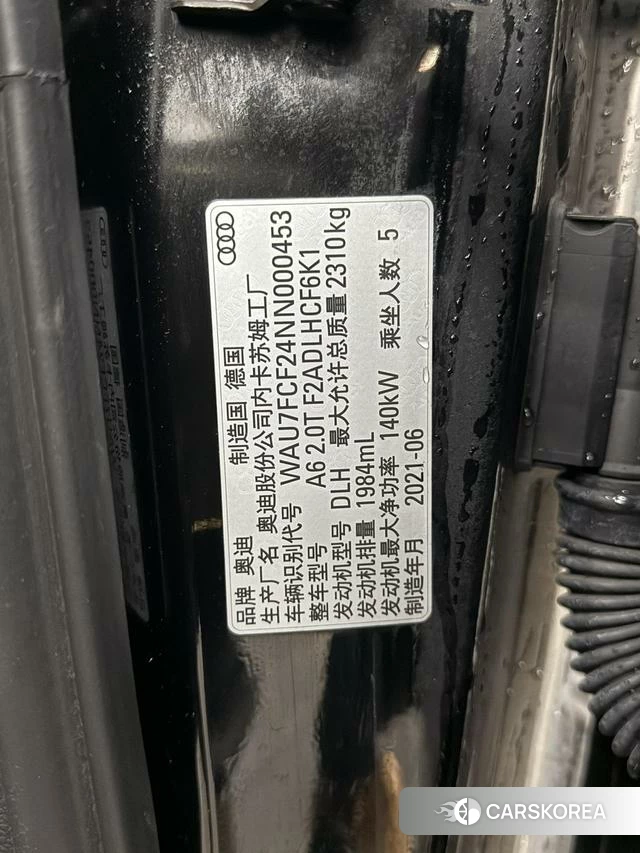 品牌 奥迪 制造国 德国
生产厂名 奥迪股份公司内卡苏姆工厂
车辆识别代号 WAU7FCF24NN000453
整车型号 A6 2.0T F2ADLHCF6K1
发动机型号 DLH 最大允许总质量 2310kg
发动机排量 1984mL
发动机最大净功率 140kW 乘坐人数 5
制造年月 2021-06
CARSKOREA